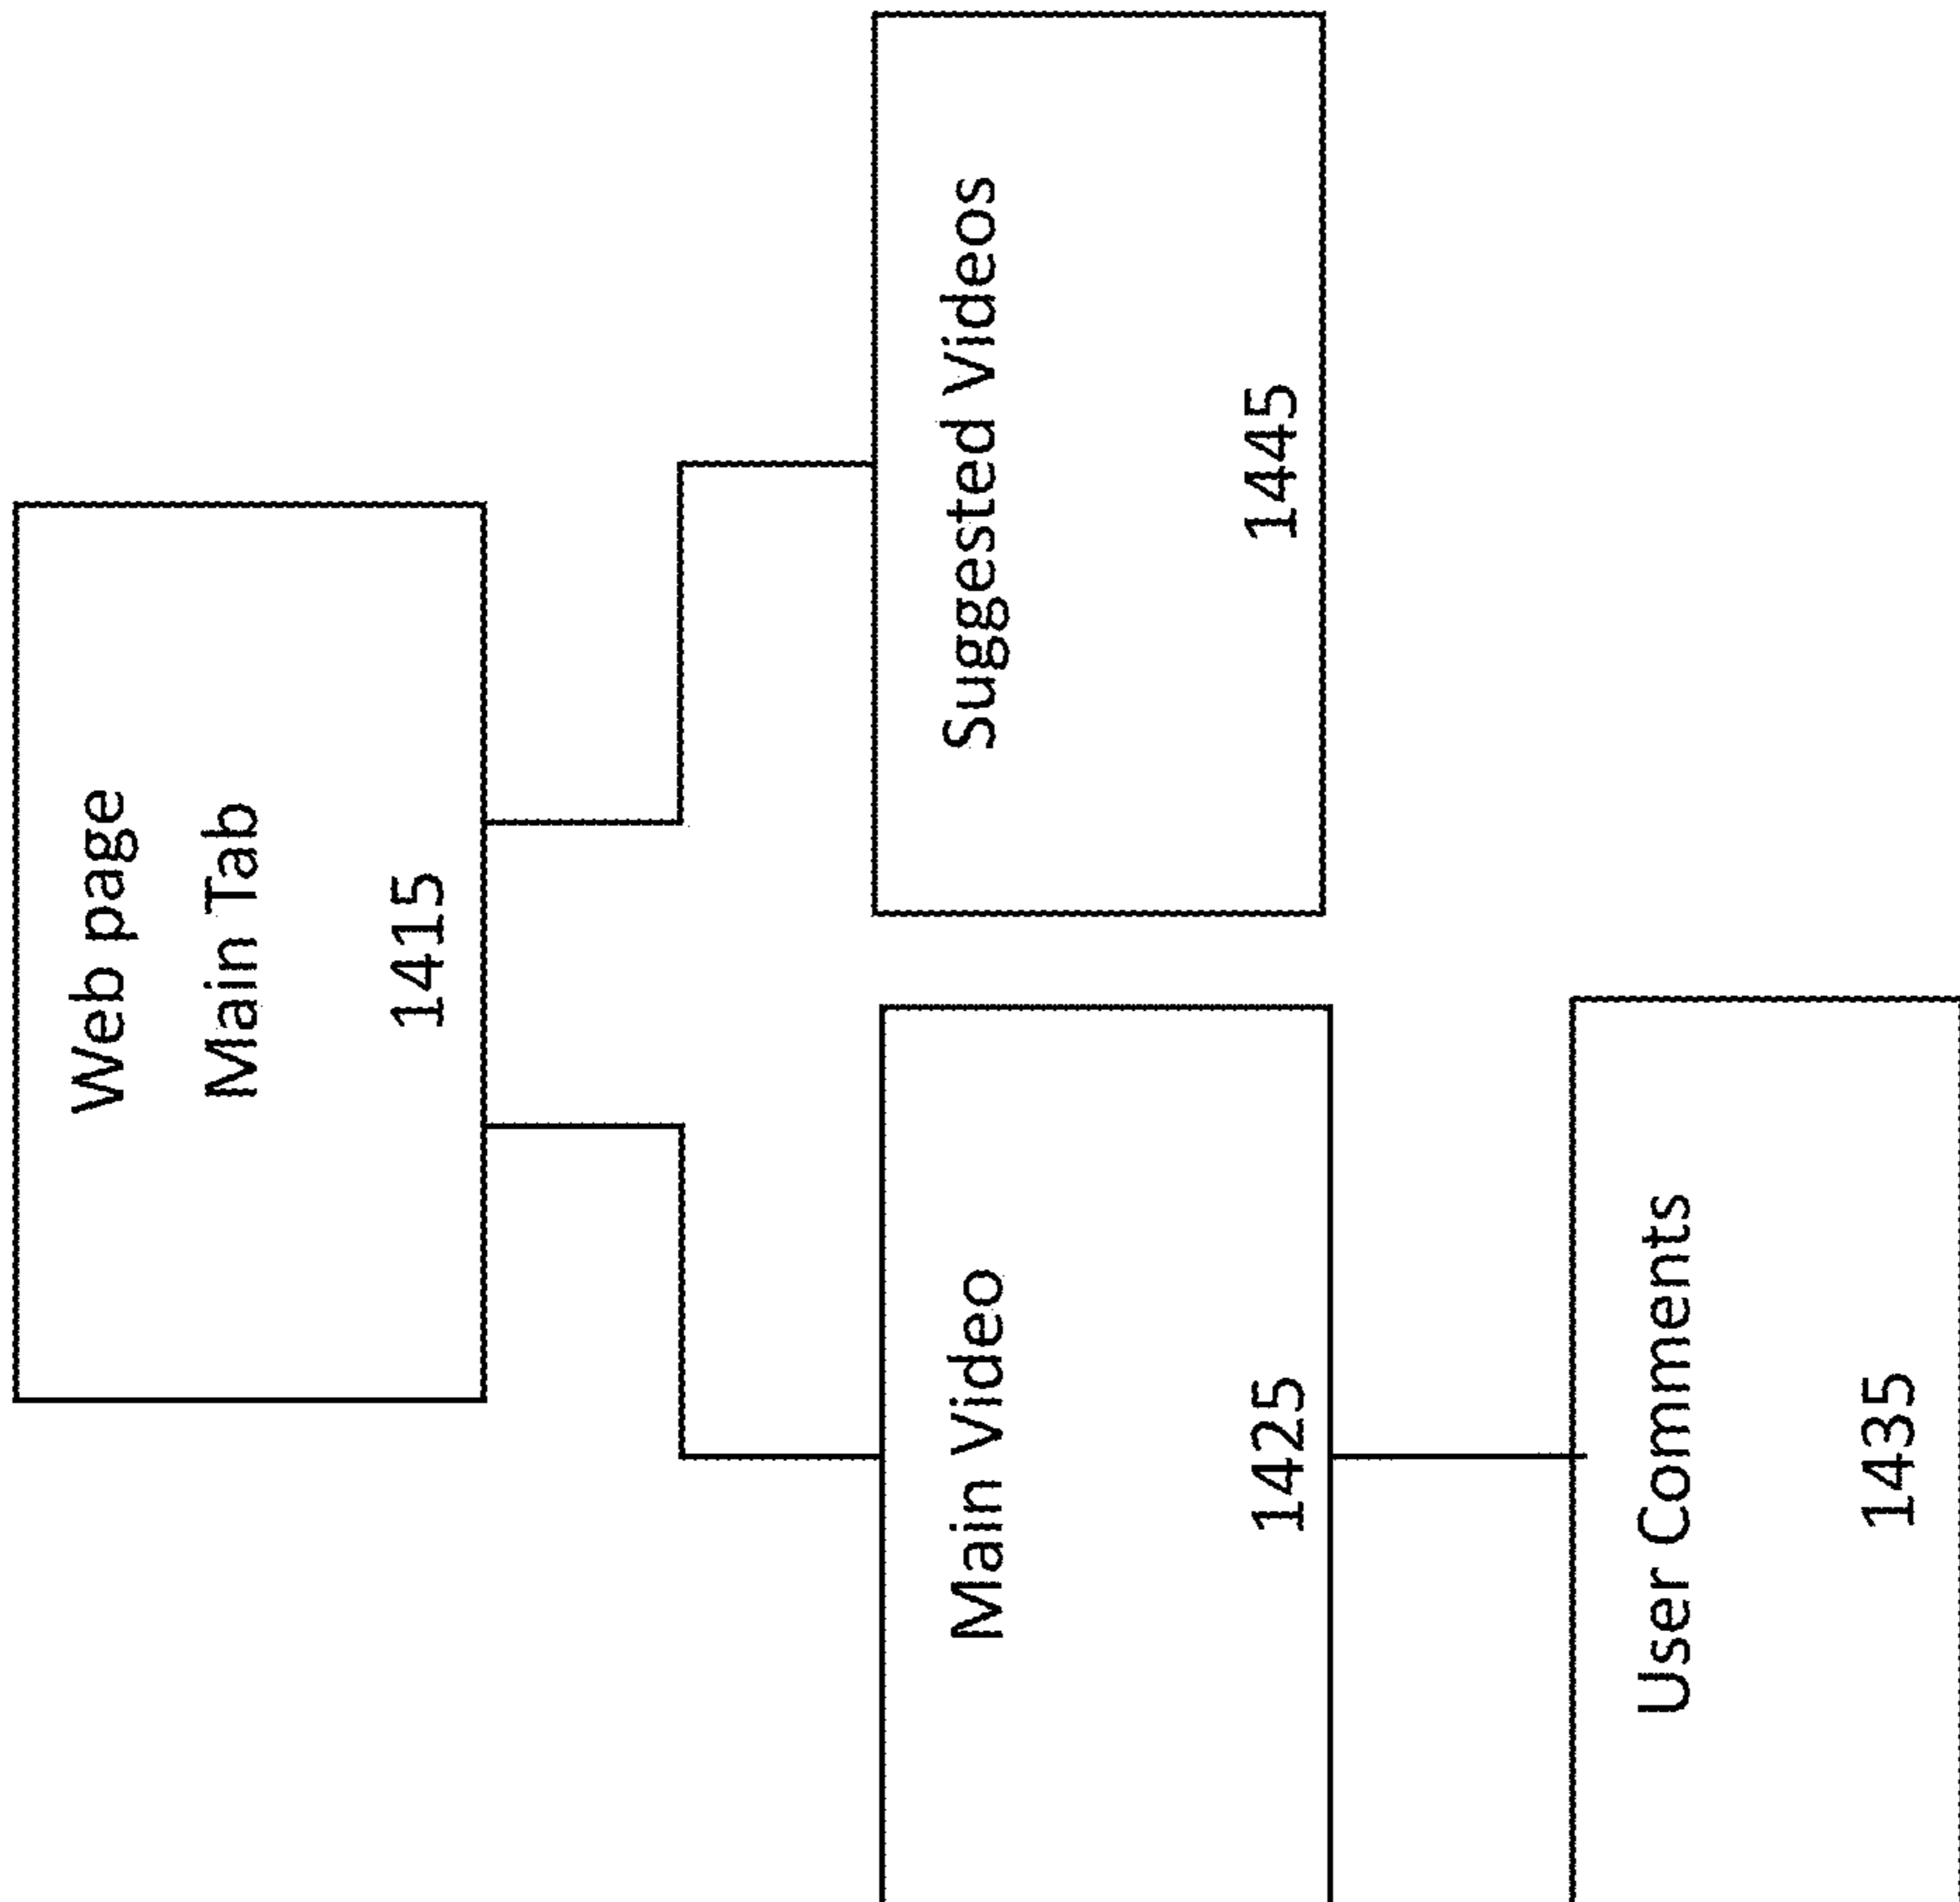 Web page
Main Tab
1415
Main Video
1425
Suggested Videos
1445
User Comments
1435